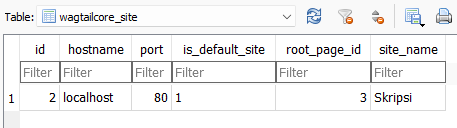 Table: wagtailcore_site
id hostname port is_default_site root_page_id site_name
Filter Filter Filter Filter Filter Filter
1 2 localhost 80 1 3 Skripsi